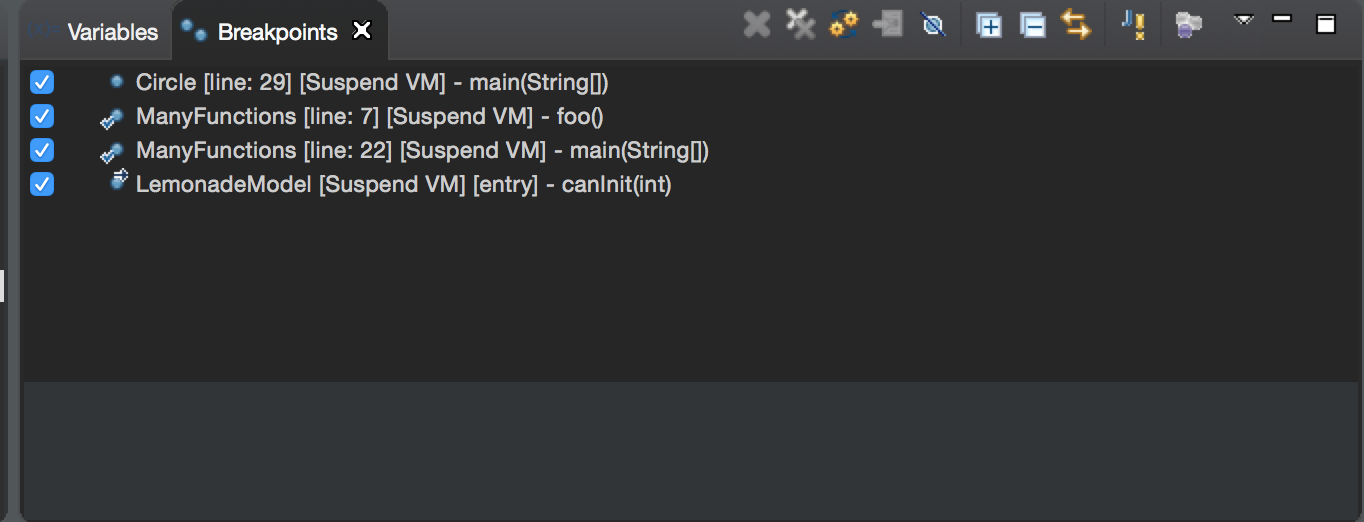 Variables Breakpoints
Circle [line: 29] [Suspend VM] - main(String[])
ManyFunctions [line: 7] [Suspend VM] - foo()
ManyFunctions [line: 22] [Suspend VM] - main(String[])
LemonadeModel [Suspend VM] [entry] - canInit(int)